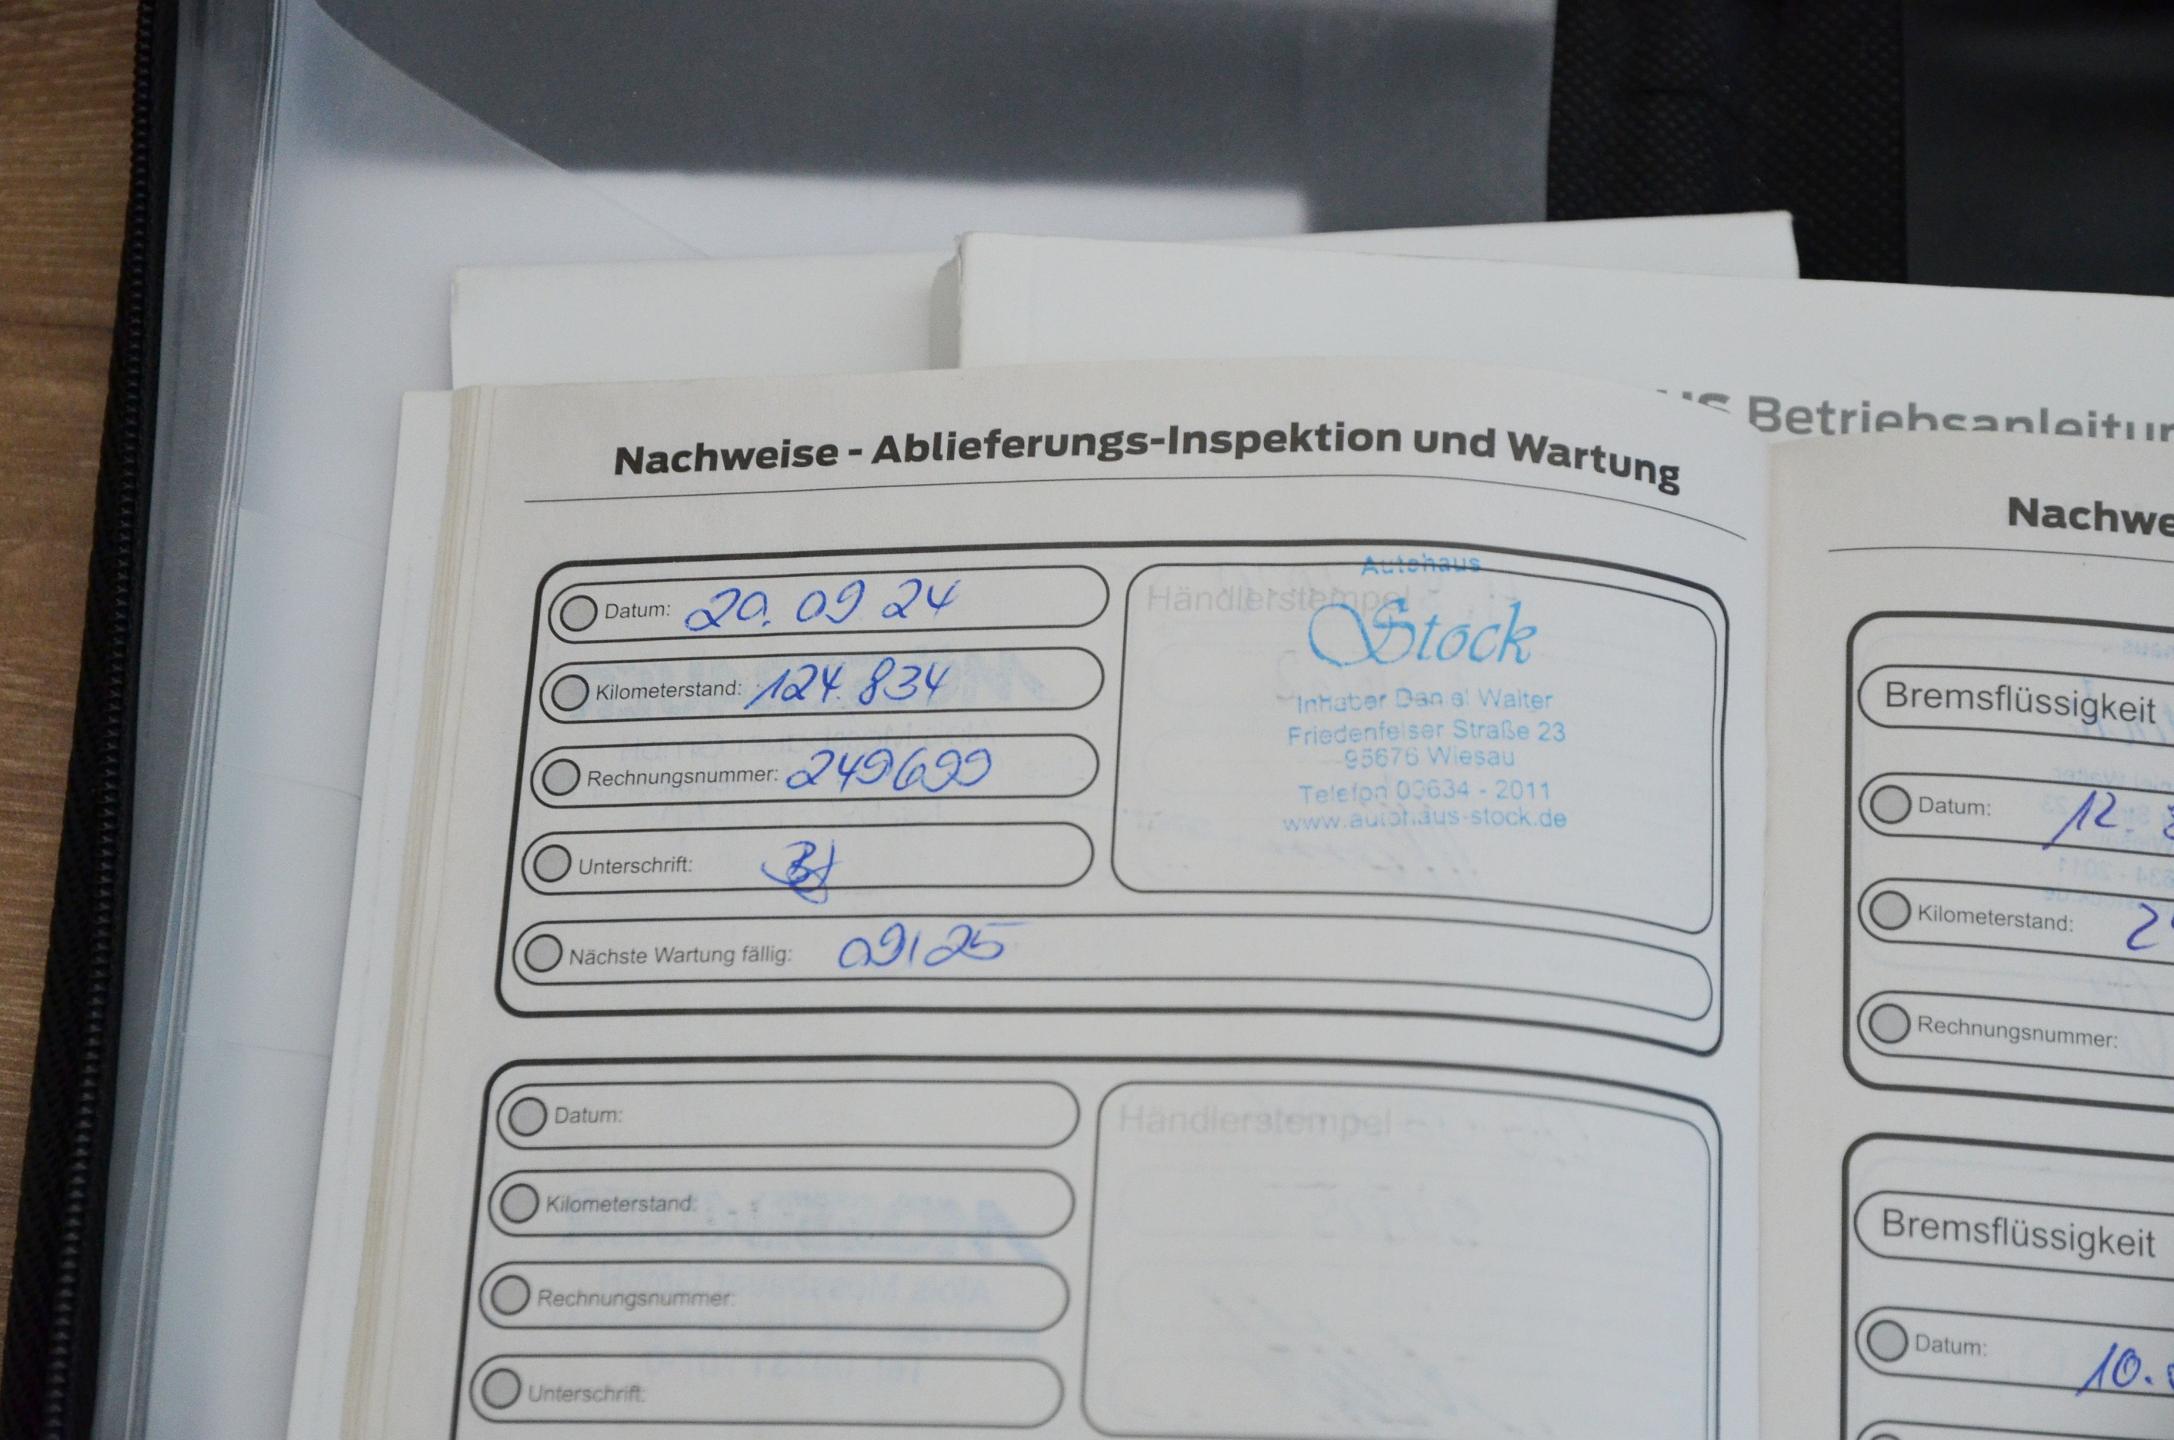 Betriebsanleitu
Nachweise - Ablieferungs-Inspektion und Wartung
Datum: 20. 09 24
Kilometerstand: 124.834
Rechnungsnummer: 249699
Unterschrift:
Nächste Wartung fällig: 09/25
Händlerstempel
Autohaus
Stock
Inhaber Daniel Walter
Friedenfelser Straße 23
95676 Wiesau
Telefon 09634 - 2011
www.autohaus-stock.de
Datum:
Kilometerstand:
Rechnungsnummer:
Unterschrift:
Händlerstempel
Nachwe
Bremsflüssigkeit
Datum: 12.
Kilometerstand: 2
Rechnungsnummer:
Bremsflüssigkeit
Datum: 10.